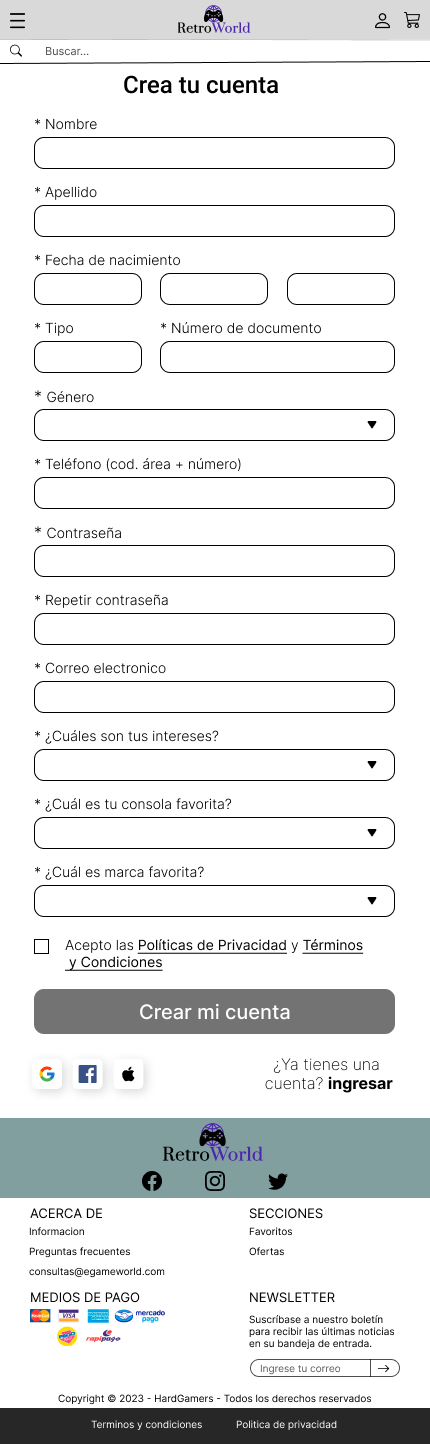 RetroWorld
Buscar...
Crea tu cuenta
* Nombre
* Apellido
* Fecha de nacimiento
* Tipo
* Número de documento
* Género
* Teléfono (cod. área + número)
* Contraseña
* Repetir contraseña
* Correo electronico
* ¿Cuáles son tus intereses?
* ¿Cuál es tu consola favorita?
* ¿Cuál es marca favorita?
Acepto las Políticas de Privacidad y Términos
y Condiciones
Crear mi cuenta
¿Ya tienes una
cuenta? ingresar
RetroWorld
ACERCA DE
Informacion
Preguntas frecuentes
consultas@egameworld.com
SECCIONES
Favoritos
Ofertas
MEDIOS DE PAGO
VISA
mercado
pago
rapipago
NEWSLETTER
Suscríbase a nuestro boletín
para recibir las últimas noticias
en su bandeja de entrada.
Ingrese tu correo
Copyright © 2023 - HardGamers - Todos los derechos reservados
Terminos y condiciones
Politica de privacidad